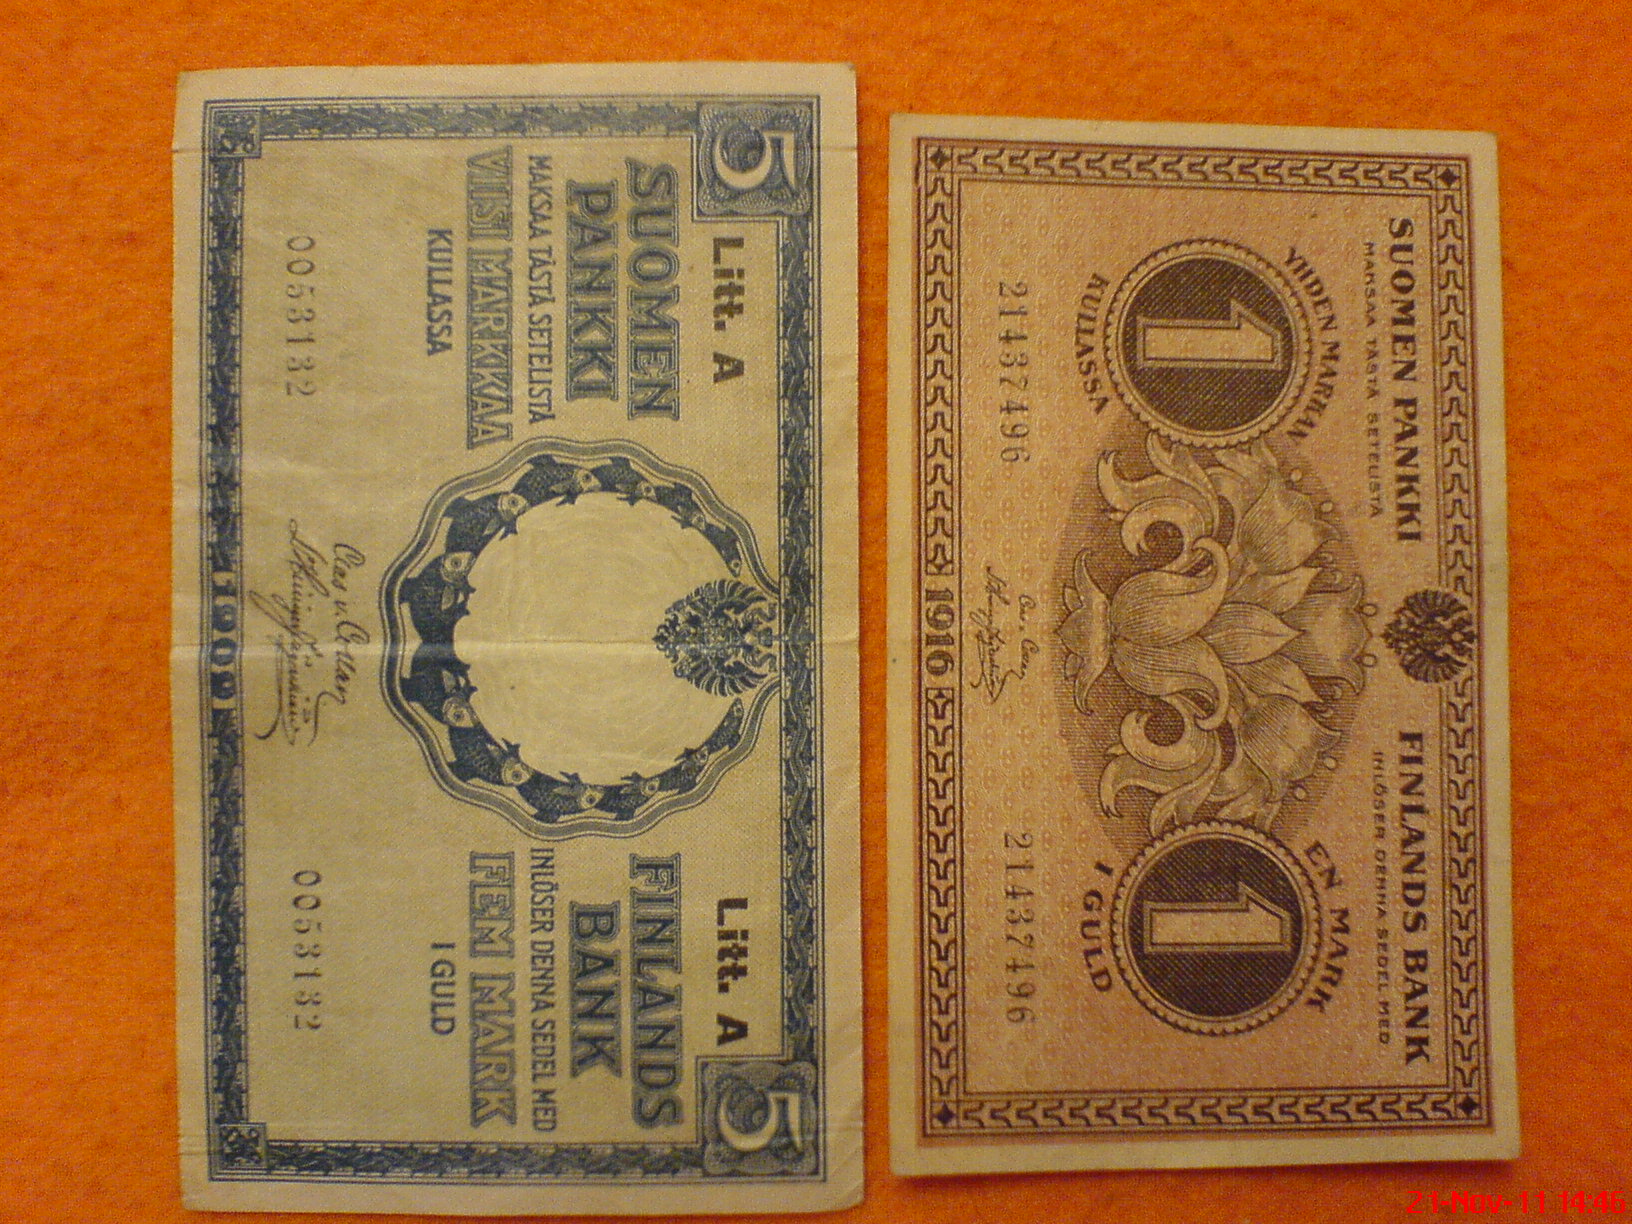 5
5
Litt. A
Litt. A
SUOMEN
PANKKI
MAKSAA TÄSTÄ SETELISTÄ
VIISI MARKKAA
KULLASSA
FINLANDS
BANK
INLÖSER DENNA SEDEL MED
FEM MARK
I GULD
0053132
0053132
1909
SUOMEN PANKKI
MAKSAA TÄSTÄ SETELISTÄ
YHDEN MARKAN
1
KULLASSA
FINLANDS BANK
INLÖSER DENNA SEDEL MED
EN MARK
1
I GULD
21437496
21437496
1916
21-Nov-11 14:46